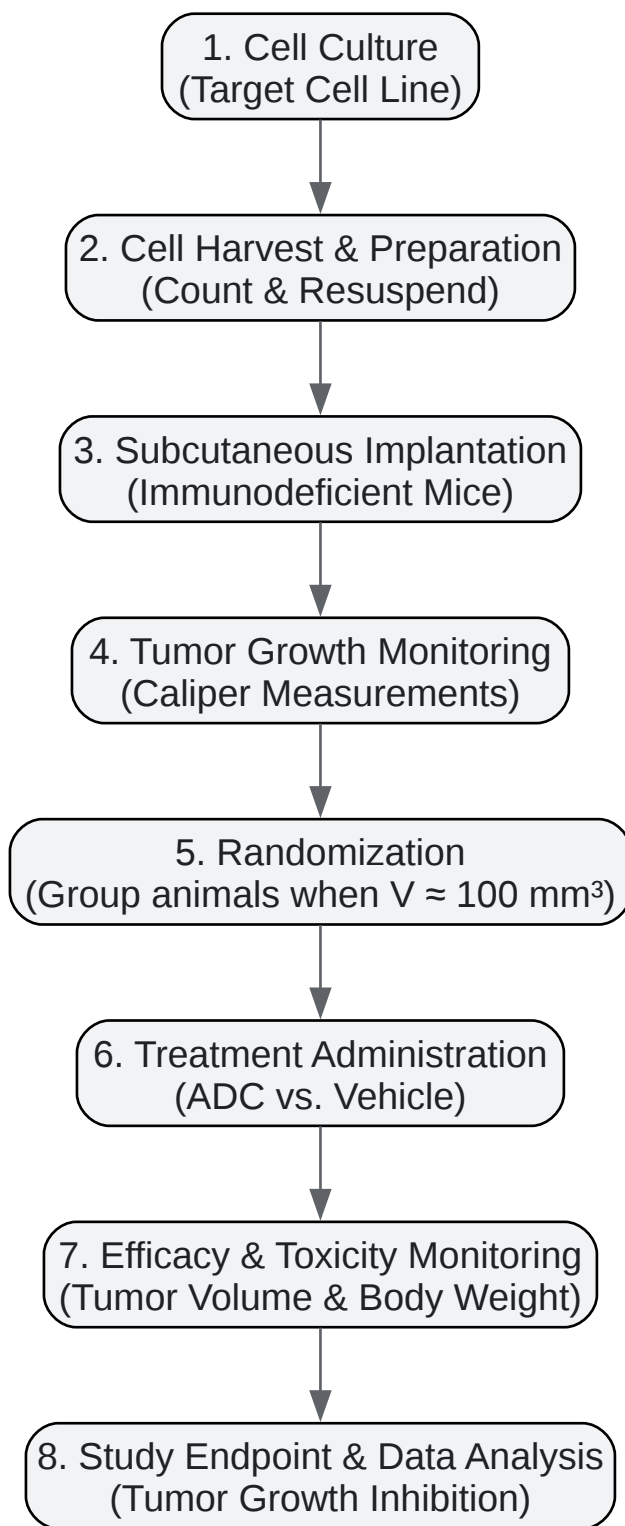 1. Cell Culture
(Target Cell Line)
2. Cell Harvest & Preparation
(Count & Resuspend)
3. Subcutaneous Implantation
(Immunodeficient Mice)
4. Tumor Growth Monitoring
(Caliper Measurements)
5. Randomization
(Group animals when V ≈ 100 mm³)
6. Treatment Administration
(ADC vs. Vehicle)
7. Efficacy & Toxicity Monitoring
(Tumor Volume & Body Weight)
8. Study Endpoint & Data Analysis
(Tumor Growth Inhibition)